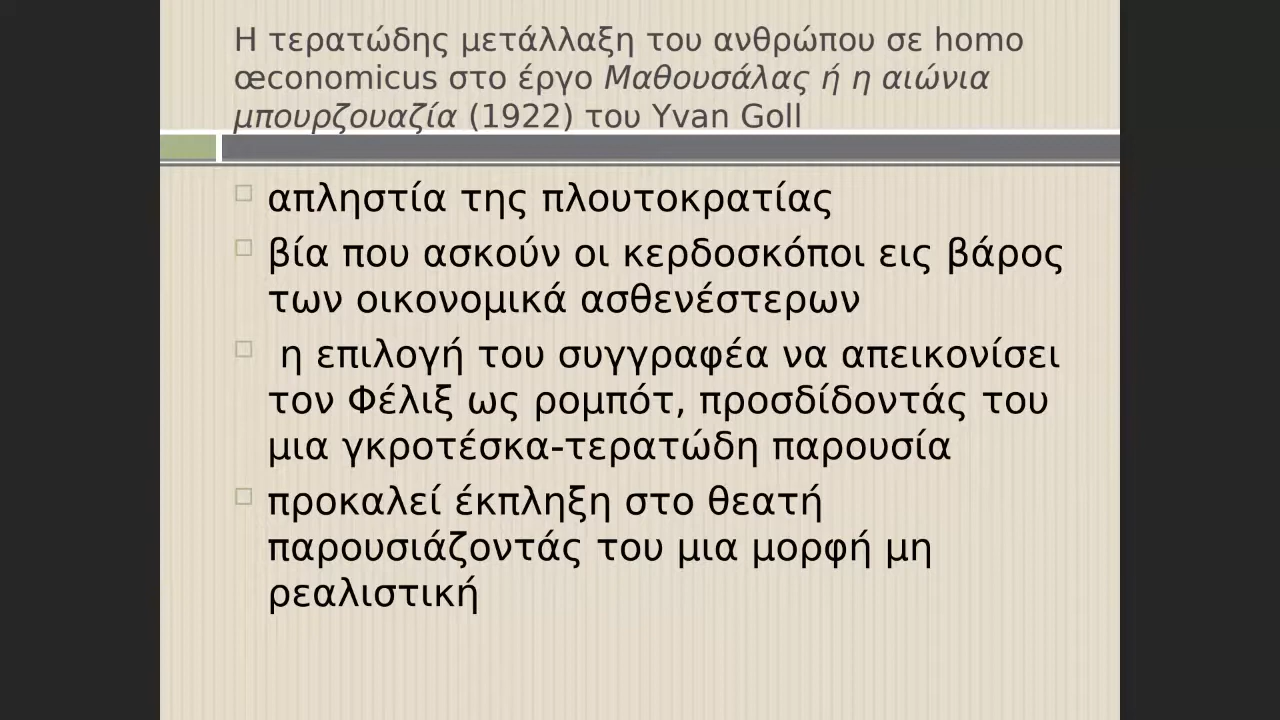 Η τερατώδης μετάλλαξη του ανθρώπου σε homo
œconomicus στο έργο Μαθουσάλας ή η αιώνια
μπουρζουαζία (1922) του Yvan Goll
απληστία της πλουτοκρατίας
βία που ασκούν οι κερδοσκόποι εις βάρος
των οικονομικά ασθενέστερων
η επιλογή του συγγραφέα να απεικονίσει
τον Φέλιξ ως ρομπότ, προσδίδοντάς του
μια γκροτέσκα-τερατώδη παρουσία
προκαλεί έκπληξη στο θεατή
παρουσιάζοντάς του μια μορφή μη
ρεαλιστική